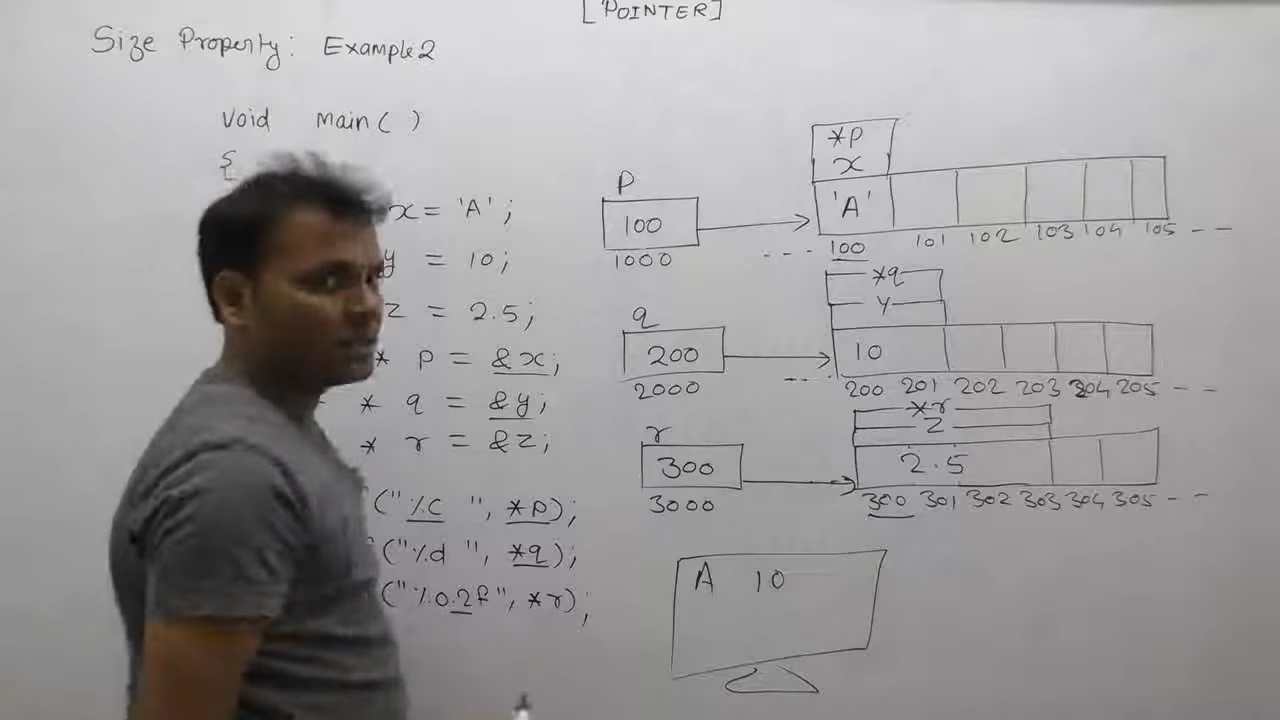 [POINTER]
Size Property: Example 2
void main( )
{
x = 'A';
y = 10;
z = 2.5;
* p = &x;
* q = &y;
* r = &z;
("%c ", *p);
("%d ", *q);
("%0.2f", *r);
p
100
1000
*p
x
'A'
100 101 102 103 104 105
q
200
2000
*q
y
10
200 201 202 203 204 205
r
300
3000
*r
z
2.5
300 301 302 303 304 305
A 10